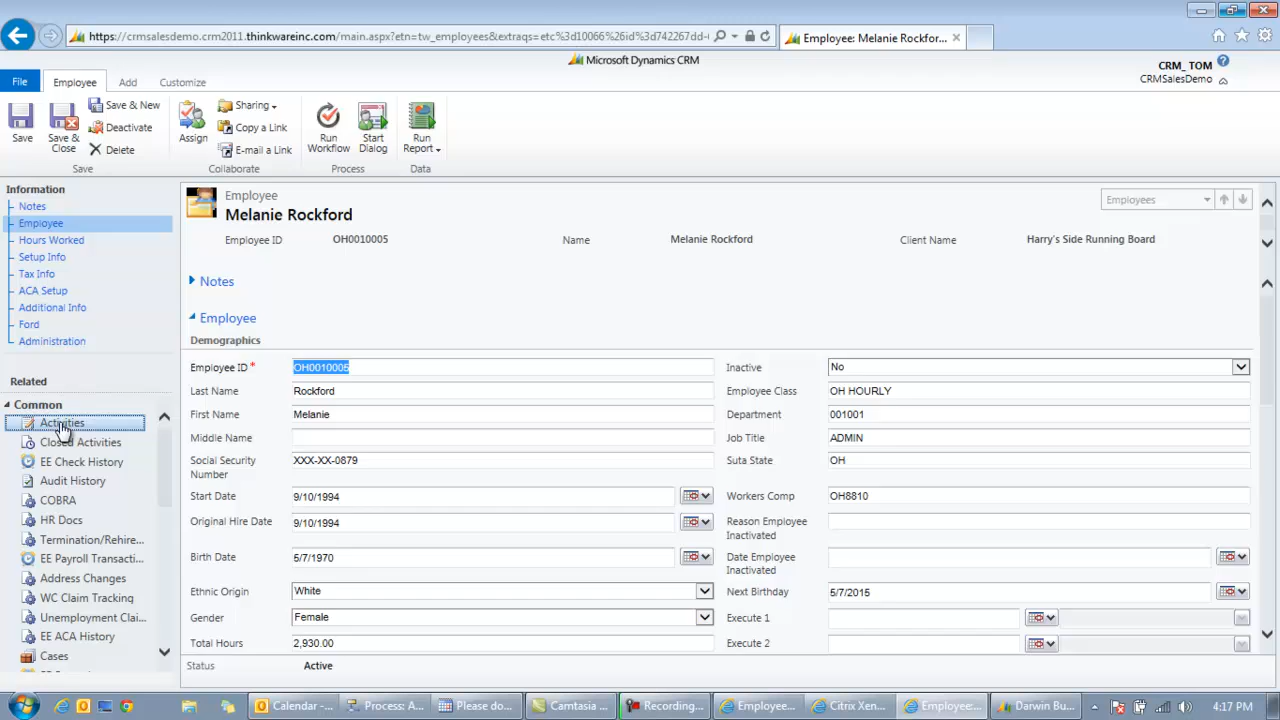 https://crmsalesdemo.crm2011.thinkwareinc.com/main.aspx?etn=tw_employees&extraqs=etc%3d10066%26id%3d742267dd-
Employee: Melanie Rockfor...
Microsoft Dynamics CRM
CRM_ TOM
CRMSalesDemo
File
Employee
Add
Customize
Save
Save & Close
Save & New
Deactivate
Delete
Save
Assign
Sharing
Copy a Link
E-mail a Link
Collaborate
Run Workflow
Start Dialog
Process
Run Report
Data
Information
Notes
Employee
Hours Worked
Setup Info
Tax Info
ACA Setup
Additional Info
Ford
Administration
Related
Common
Activities
Closed Activities
EE Check History
Audit History
COBRA
HR Docs
Termination/Rehire...
EE Payroll Transacti...
Address Changes
WC Claim Tracking
Unemployment Clai...
EE ACA History
Cases
Employee
Melanie Rockford
Employees
Employee ID OH0010005 Name Melanie Rockford Client Name Harry's Side Running Board
Notes
Employee
Demographics
Employee ID * OH0010005 Inactive No
Last Name Rockford Employee Class OH HOURLY
First Name Melanie Department 001001
Middle Name Job Title ADMIN
Social Security Number XXX-XX-0879 Suta State OH
Start Date 9/10/1994 Workers Comp OH8810
Original Hire Date 9/10/1994 Reason Employee Inactivated
Birth Date 5/7/1970 Date Employee Inactivated
Ethnic Origin White Next Birthday 5/7/2015
Gender Female Execute 1
Total Hours 2,930.00 Execute 2
Status Active
Calendar -...
Process: A...
Please do...
Camtasia ...
Recording...
Employee...
Citrix Xen...
Employee:...
Darwin Bu...
4:17 PM